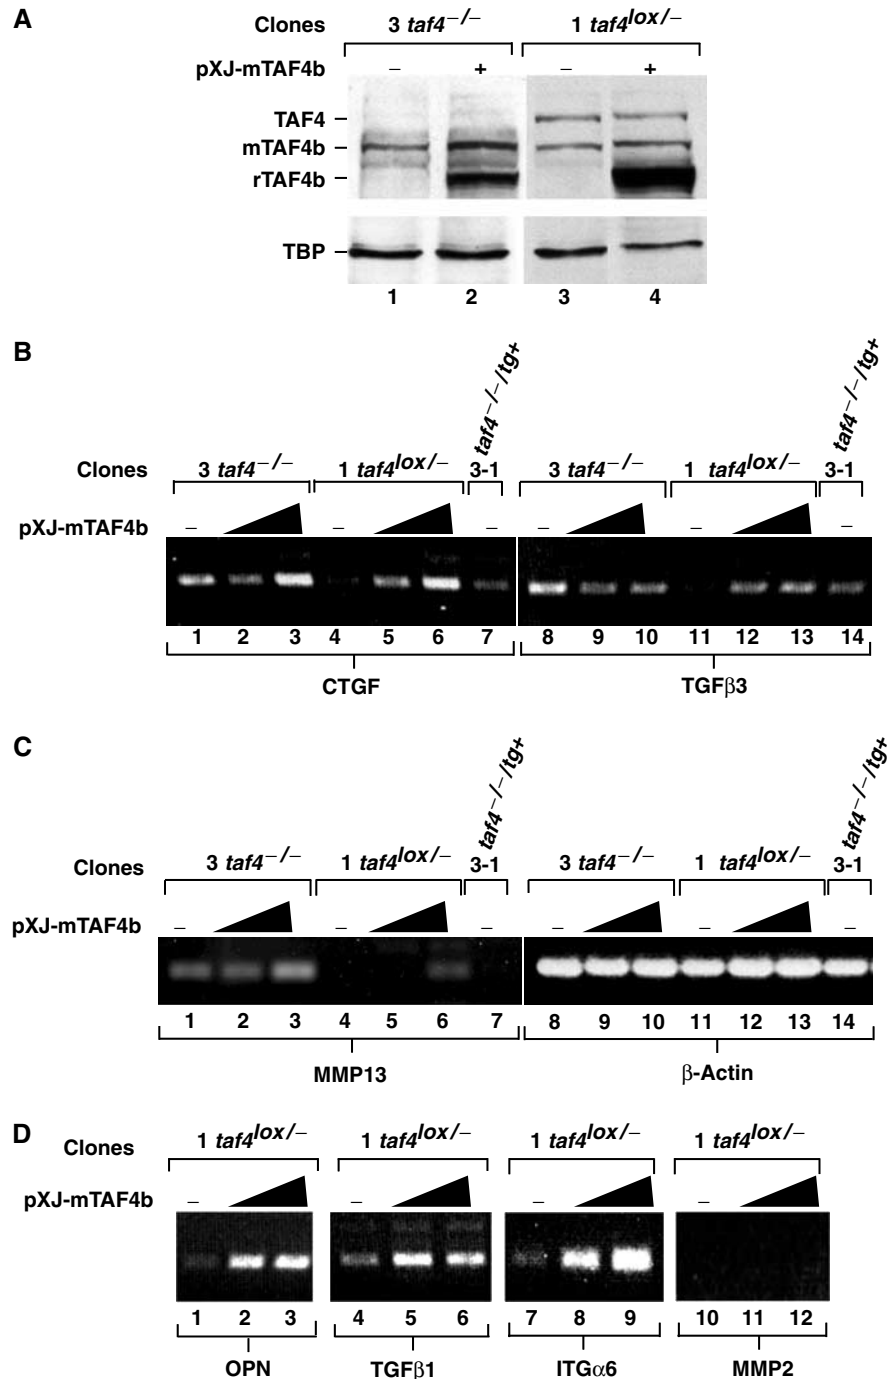 A
Clones 3 taf4−/− 1 taf4lox/−
pXJ-mTAF4b − + − +
TAF4
mTAF4b
rTAF4b
TBP
1 2 3 4
B
taf4−/−/tg+ taf4−/−/tg+
Clones 3 taf4−/− 1 taf4lox/− 3-1 3 taf4−/− 1 taf4lox/− 3-1
pXJ-mTAF4b − − − − − −
1 2 3 4 5 6 7 8 9 10 11 12 13 14
CTGF TGFβ3
C
taf4−/−/tg+ taf4−/−/tg+
Clones 3 taf4−/− 1 taf4lox/− 3-1 3 taf4−/− 1 taf4lox/− 3-1
pXJ-mTAF4b − − − − − −
1 2 3 4 5 6 7 8 9 10 11 12 13 14
MMP13 β-Actin
D
Clones 1 taf4lox/− 1 taf4lox/− 1 taf4lox/− 1 taf4lox/−
pXJ-mTAF4b − − − −
1 2 3 4 5 6 7 8 9 10 11 12
OPN TGFβ1 ITGα6 MMP2